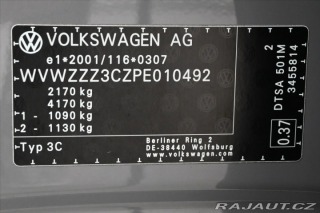 VOLKSWAGEN AG
e1*2001/116*0307
WVWZZZ3CZPE010492
2170 kg
4170 kg
1 - 1090 kg
2 - 1130 kg
Typ 3C
Berliner Ring 2
DE-38440 Wolfsburg
www.volkswagen.com
DTSA 501M 2
3455814
0.37
RAJAUT.CZ